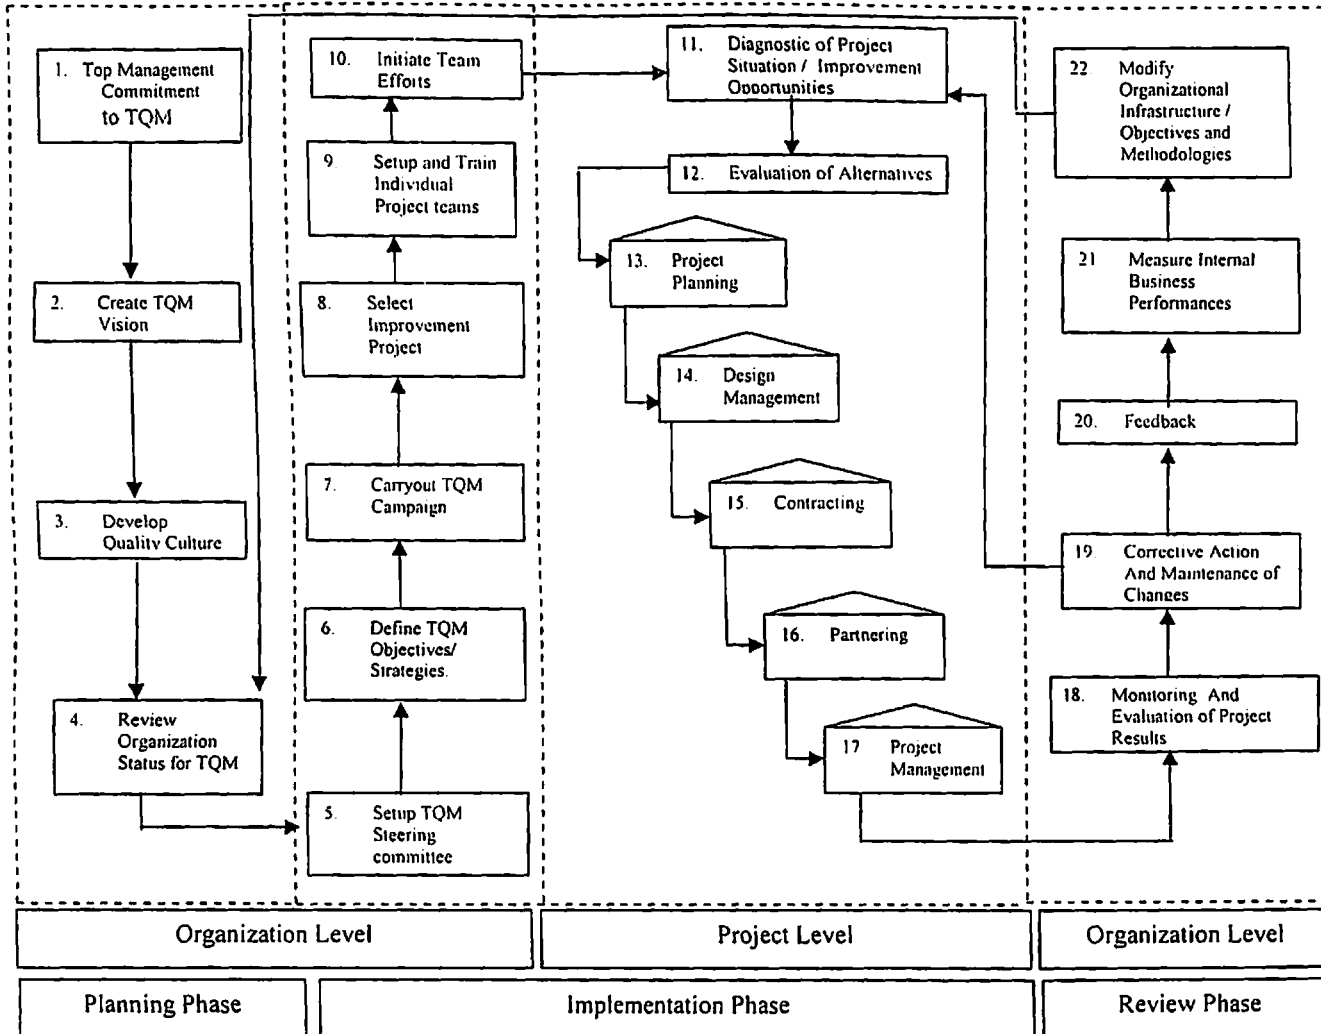 1. Top Management
Commitment
to TQM
2. Create TQM
Vision
3. Develop
Quality Culture
4. Review
Organization
Status for TQM
5. Setup TQM
Steering
committee
6. Define TQM
Objectives/
Strategies.
7. Carryout TQM
Campaign
8. Select
Improvement
Project
9. Setup and Train
Individual
Project teams
10. Initiate Team
Efforts
11. Diagnostic of Project
Situation / Improvement
Opportunities
12. Evaluation of Alternatives
13. Project
Planning
14. Design
Management
15. Contracting
16. Partnering
17 Project
Management
18. Monitoring And
Evaluation of Project
Results
19. Corrective Action
And Maintenance of
Changes
20. Feedback
21 Measure Internal
Business
Performances
22 Modify
Organizational
Infrastructure /
Objectives and
Methodologies
Organization Level
Project Level
Organization Level
Planning Phase
Implementation Phase
Review Phase